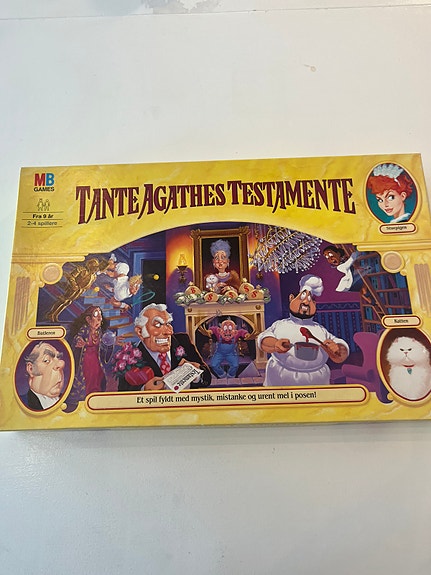 MB
GAMES
Fra 9 år
2-4 spillere
TANTE AGATHES TESTAMENTE
Stuepigen
Butleren
Katten
TESTAMENTE
Et spil fyldt med mystik, mistanke og urent mel i posen!